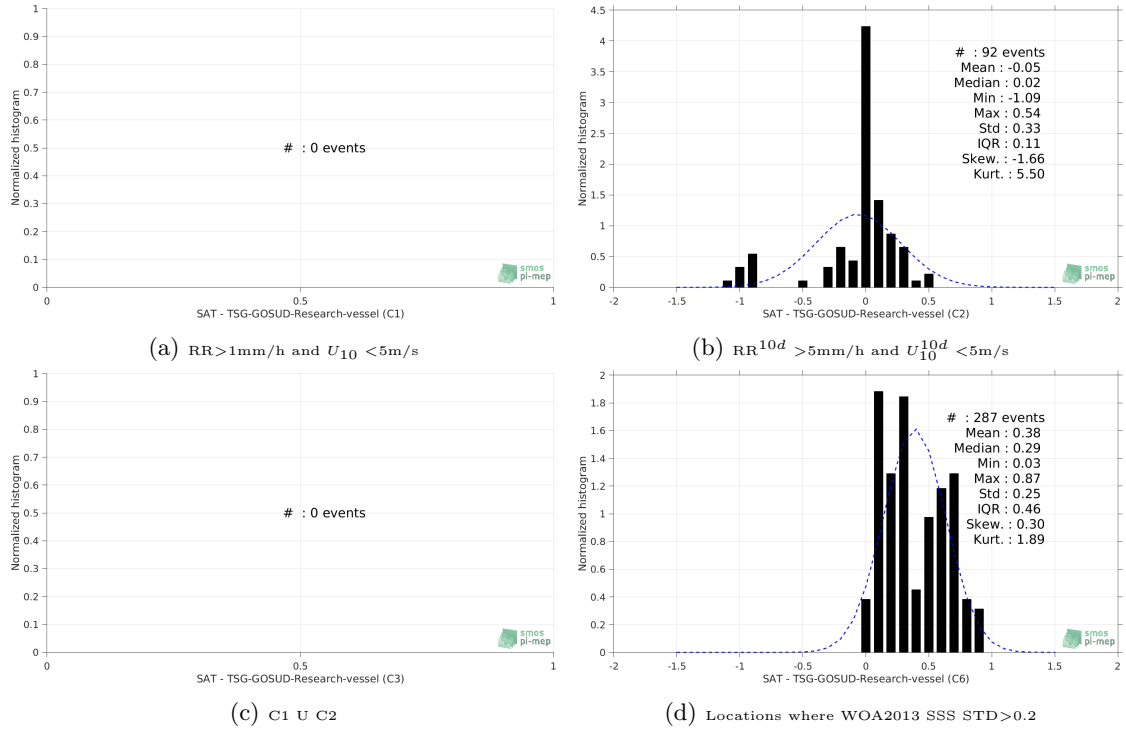 1
0.9
0.8
0.7
0.6
0.5
0.4
0.3
0.2
0.1
0
Normalized histogram
# : 0 events
smos
pi-mep
0 0.5 1
SAT - TSG-GOSUD-Research-vessel (C1)
(a) RR>1mm/h and U10 <5m/s
4.5
4
3.5
3
2.5
2
1.5
1
0.5
0
Normalized histogram
# : 92 events
Mean : -0.05
Median : 0.02
Min : -1.09
Max : 0.54
Std : 0.33
IQR : 0.11
Skew. : -1.66
Kurt. : 5.50
smos
pi-mep
-2 -1.5 -1 -0.5 0 0.5 1 1.5 2
SAT - TSG-GOSUD-Research-vessel (C2)
(b) RR10d >5mm/h and U10d10 <5m/s
1
0.9
0.8
0.7
0.6
0.5
0.4
0.3
0.2
0.1
0
Normalized histogram
# : 0 events
smos
pi-mep
0 0.5 1
SAT - TSG-GOSUD-Research-vessel (C3)
(c) C1 U C2
2
1.8
1.6
1.4
1.2
1
0.8
0.6
0.4
0.2
0
Normalized histogram
# : 287 events
Mean : 0.38
Median : 0.29
Min : 0.03
Max : 0.87
Std : 0.25
IQR : 0.46
Skew. : 0.30
Kurt. : 1.89
smos
pi-mep
-2 -1.5 -1 -0.5 0 0.5 1 1.5 2
SAT - TSG-GOSUD-Research-vessel (C6)
(d) Locations where WOA2013 SSS STD>0.2